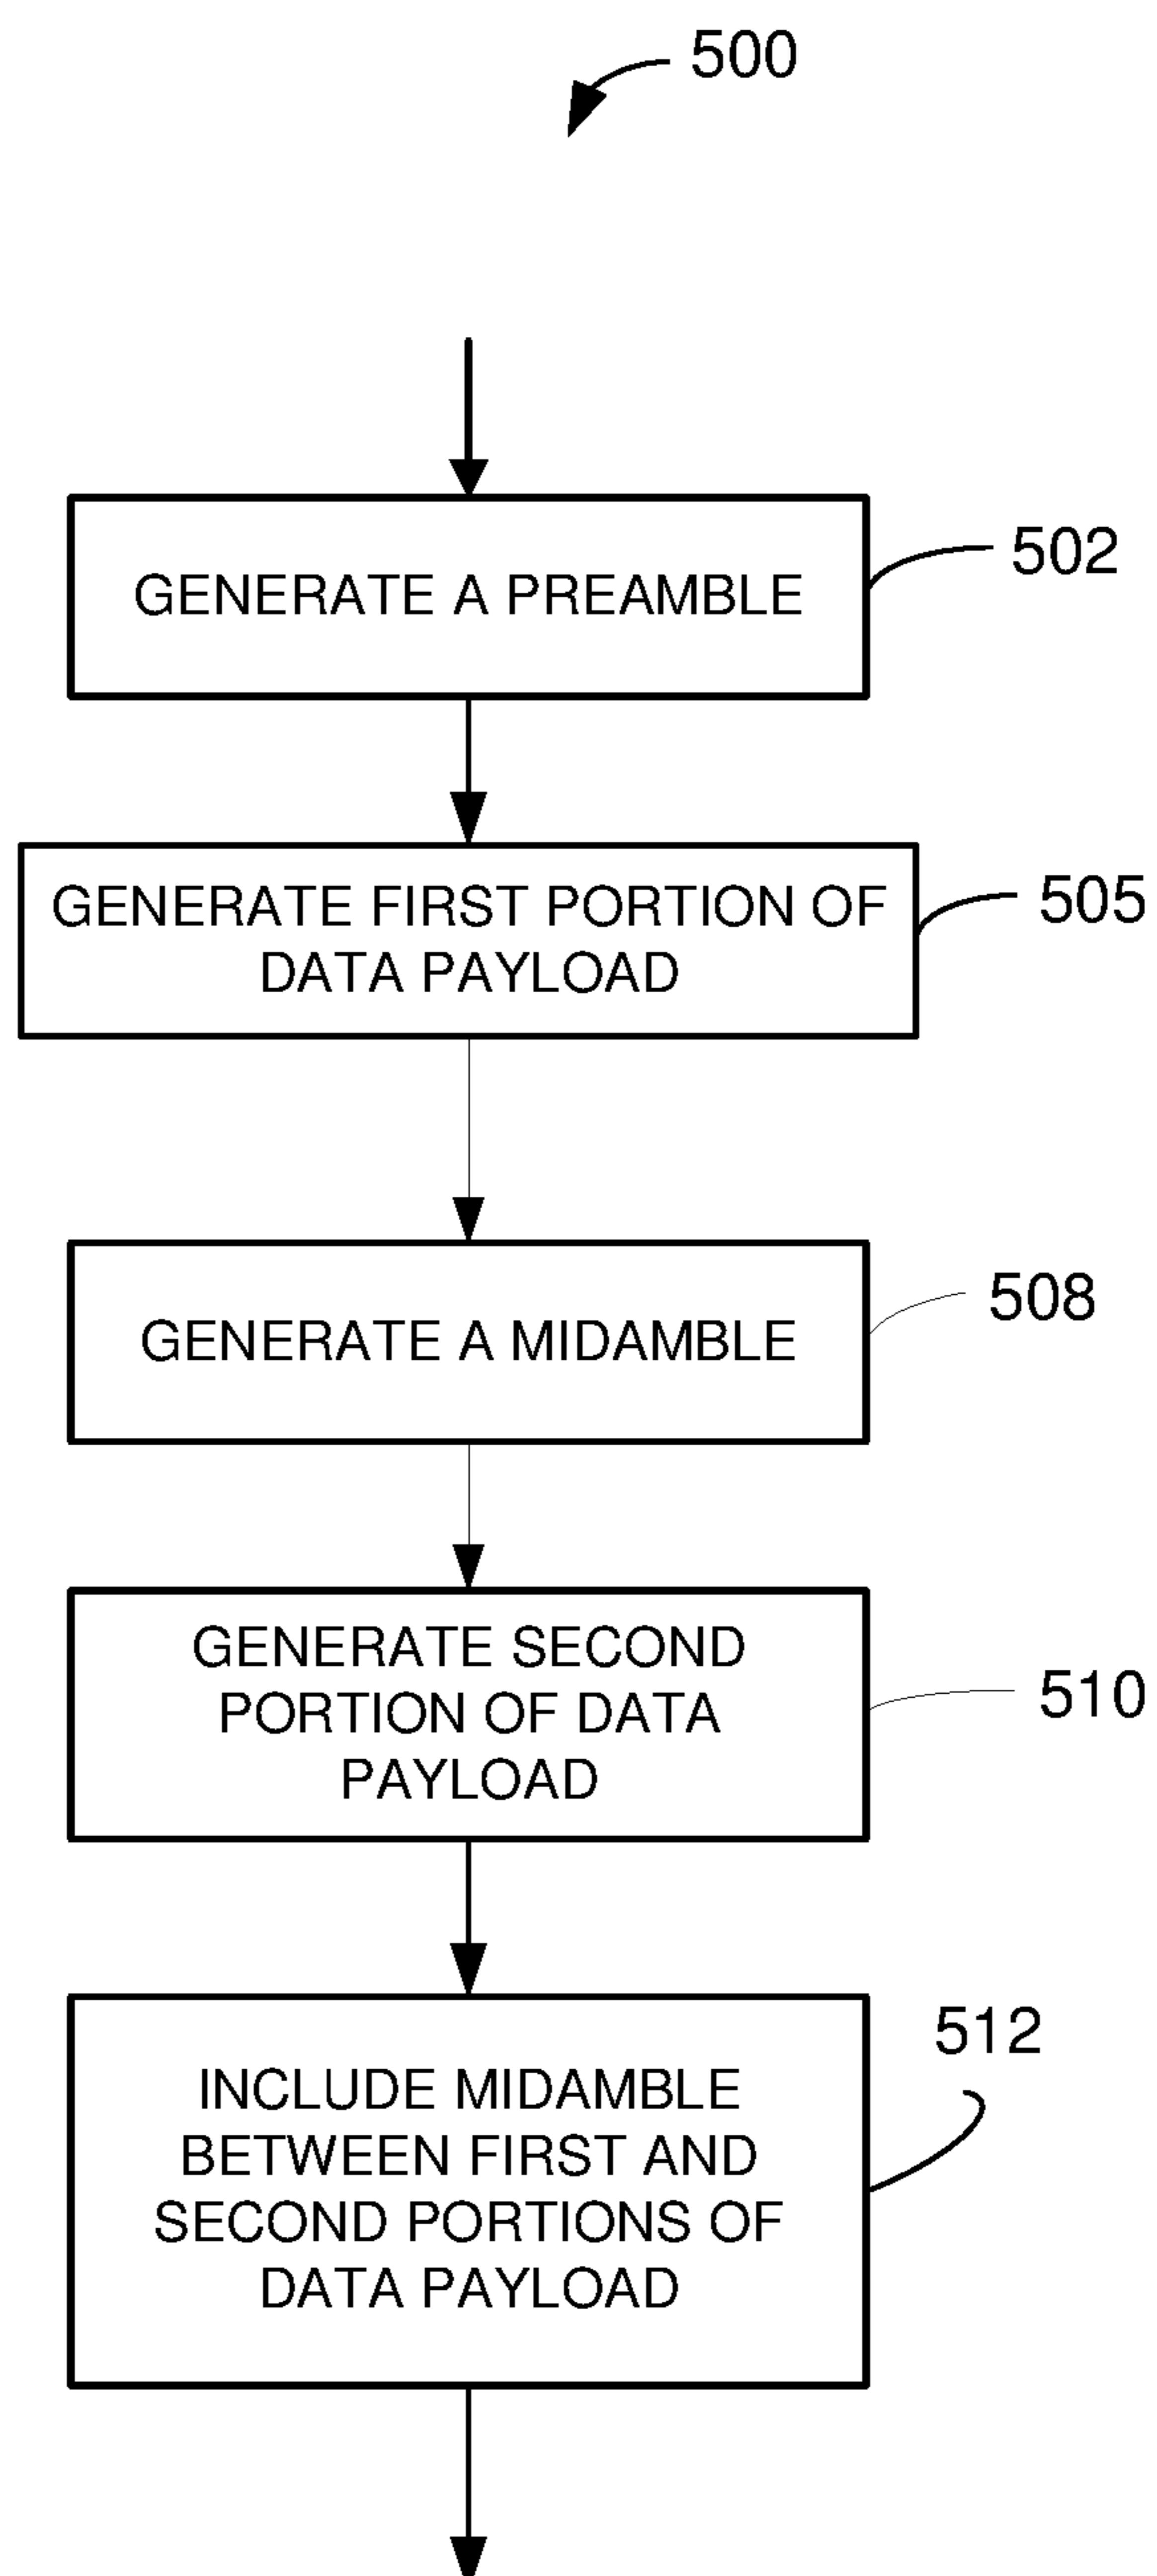 500
GENERATE A PREAMBLE
502
GENERATE FIRST PORTION OF
DATA PAYLOAD
505
GENERATE A MIDAMBLE
508
GENERATE SECOND
PORTION OF DATA
PAYLOAD
510
INCLUDE MIDAMBLE
BETWEEN FIRST AND
SECOND PORTIONS OF
DATA PAYLOAD
512